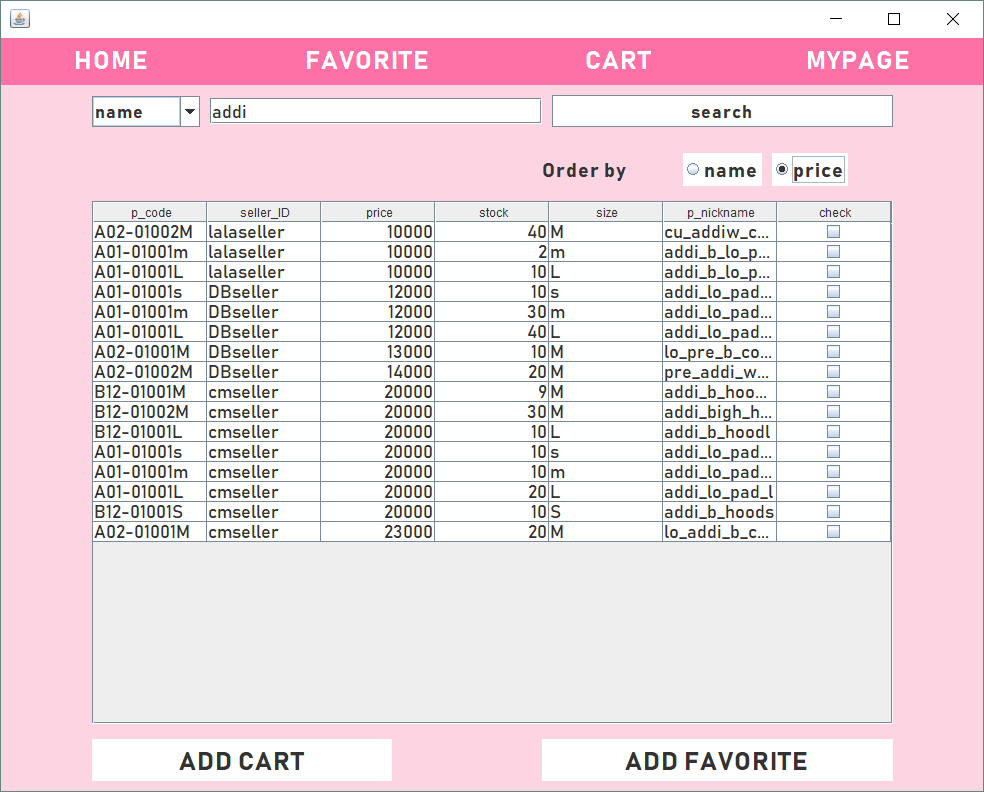 HOME FAVORITE CART MYPAGE
name addi search
Order by name price
p_code seller_ID price stock size p_nickname check
A02-01002M lalaseller 10000 40 M cu_addiw_c...
A01-01001m lalaseller 10000 2 m addi_b_lo_p...
A01-01001L lalaseller 10000 10 L addi_b_lo_p...
A01-01001s DBseller 12000 10 s addi_lo_pad...
A01-01001m DBseller 12000 30 m addi_lo_pad...
A01-01001L DBseller 12000 40 L addi_lo_pad...
A02-01001M DBseller 13000 10 M lo_pre_b_co...
A02-01002M DBseller 14000 20 M pre_addi_w...
B12-01001M cmseller 20000 9 M addi_b_hoo...
B12-01002M cmseller 20000 30 M addi_bigh_h...
B12-01001L cmseller 20000 10 L addi_b_hoodl
A01-01001s cmseller 20000 10 s addi_lo_pad...
A01-01001m cmseller 20000 10 m addi_lo_pad...
A01-01001L cmseller 20000 20 L addi_lo_pad_l
B12-01001S cmseller 20000 10 S addi_b_hoods
A02-01001M cmseller 23000 20 M lo_addi_b_c...
ADD CART ADD FAVORITE